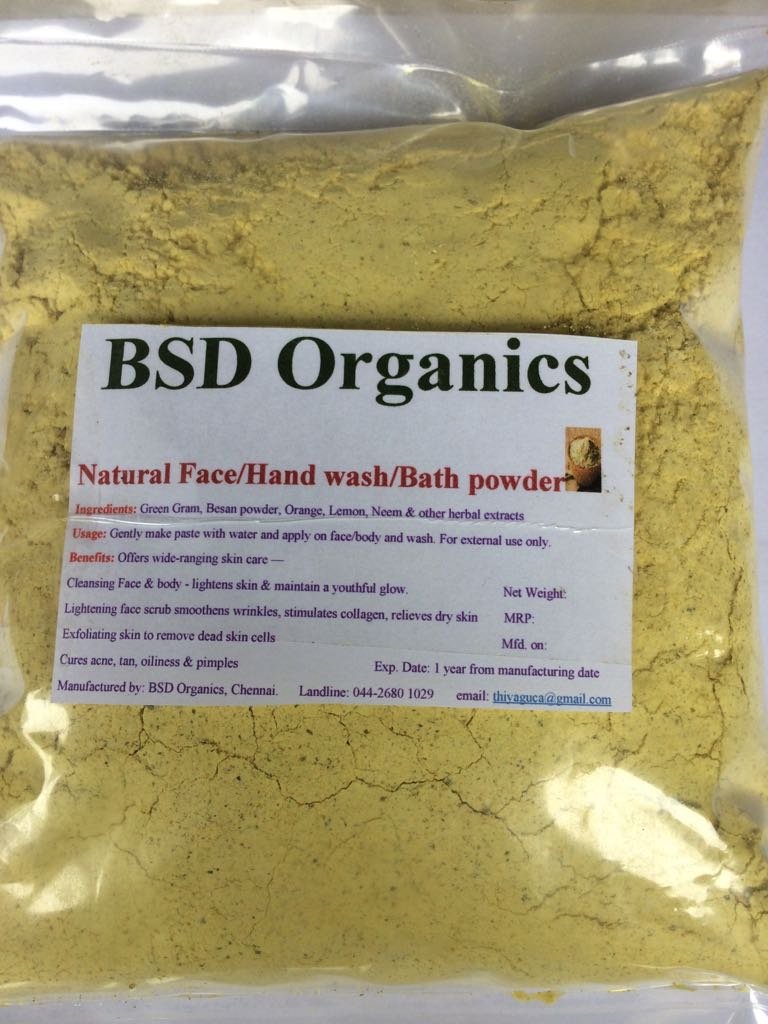 BSD Organics
Natural Face/Hand wash/Bath powder
Ingredients: Green Gram, Besan powder, Orange, Lemon, Neem & other herbal extracts
Usage: Gently make paste with water and apply on face/body and wash. For external use only.
Benefits: Offers wide-ranging skin care —
Cleansing Face & body - lightens skin & maintain a youthful glow. Net Weight:
Lightening face scrub smoothens wrinkles, stimulates collagen, relieves dry skin MRP:
Exfoliating skin to remove dead skin cells Mfd. on:
Cures acne, tan, oiliness & pimples Exp. Date: 1 year from manufacturing date
Manufactured by: BSD Organics, Chennai. Landline: 044-2680 1029 email: thiyaguca@gmail.com